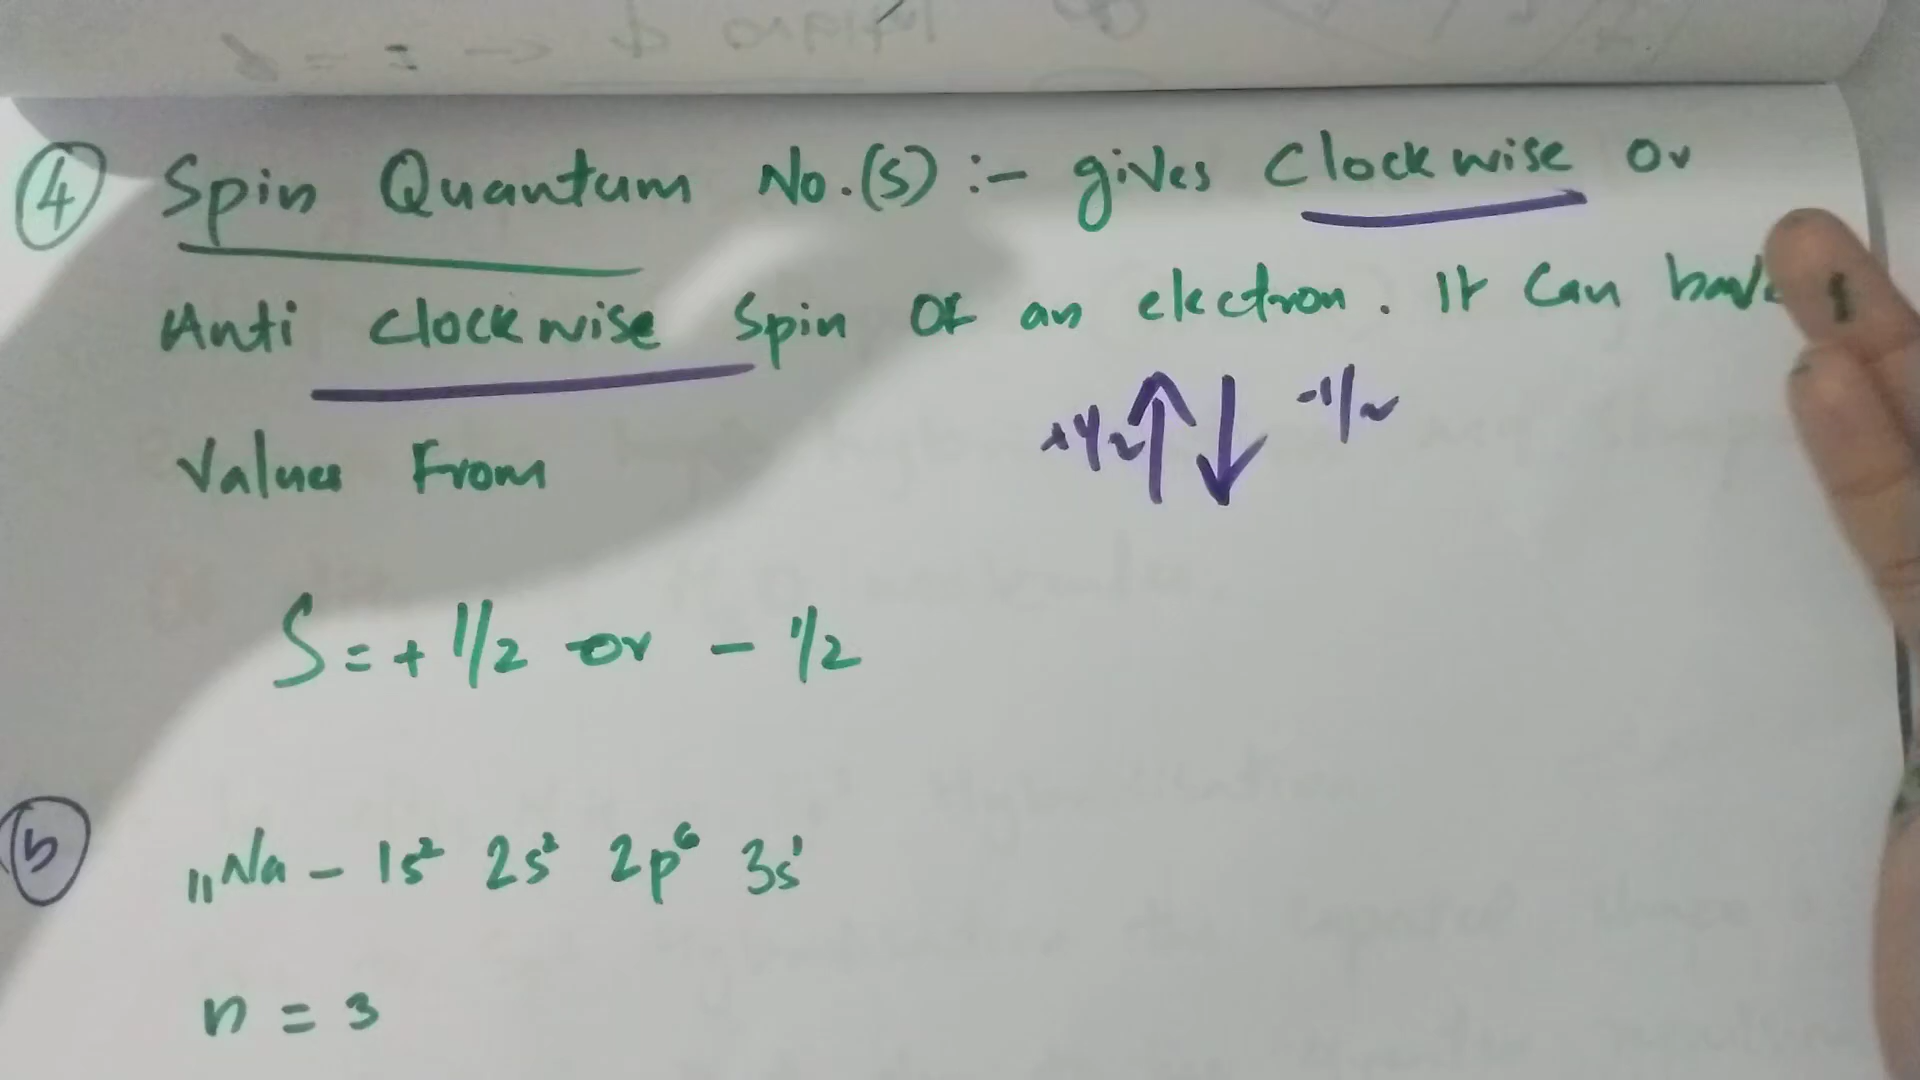 ④ Spin Quantum No.(s) :- gives Clockwise or
Anti clockwise spin of an electron. It can have
+1/2 ↑ ↓ -1/2
Values From
S = + 1/2 or - 1/2
ⓑ ₁₁Na - 1s² 2s² 2p⁶ 3s¹
n = 3